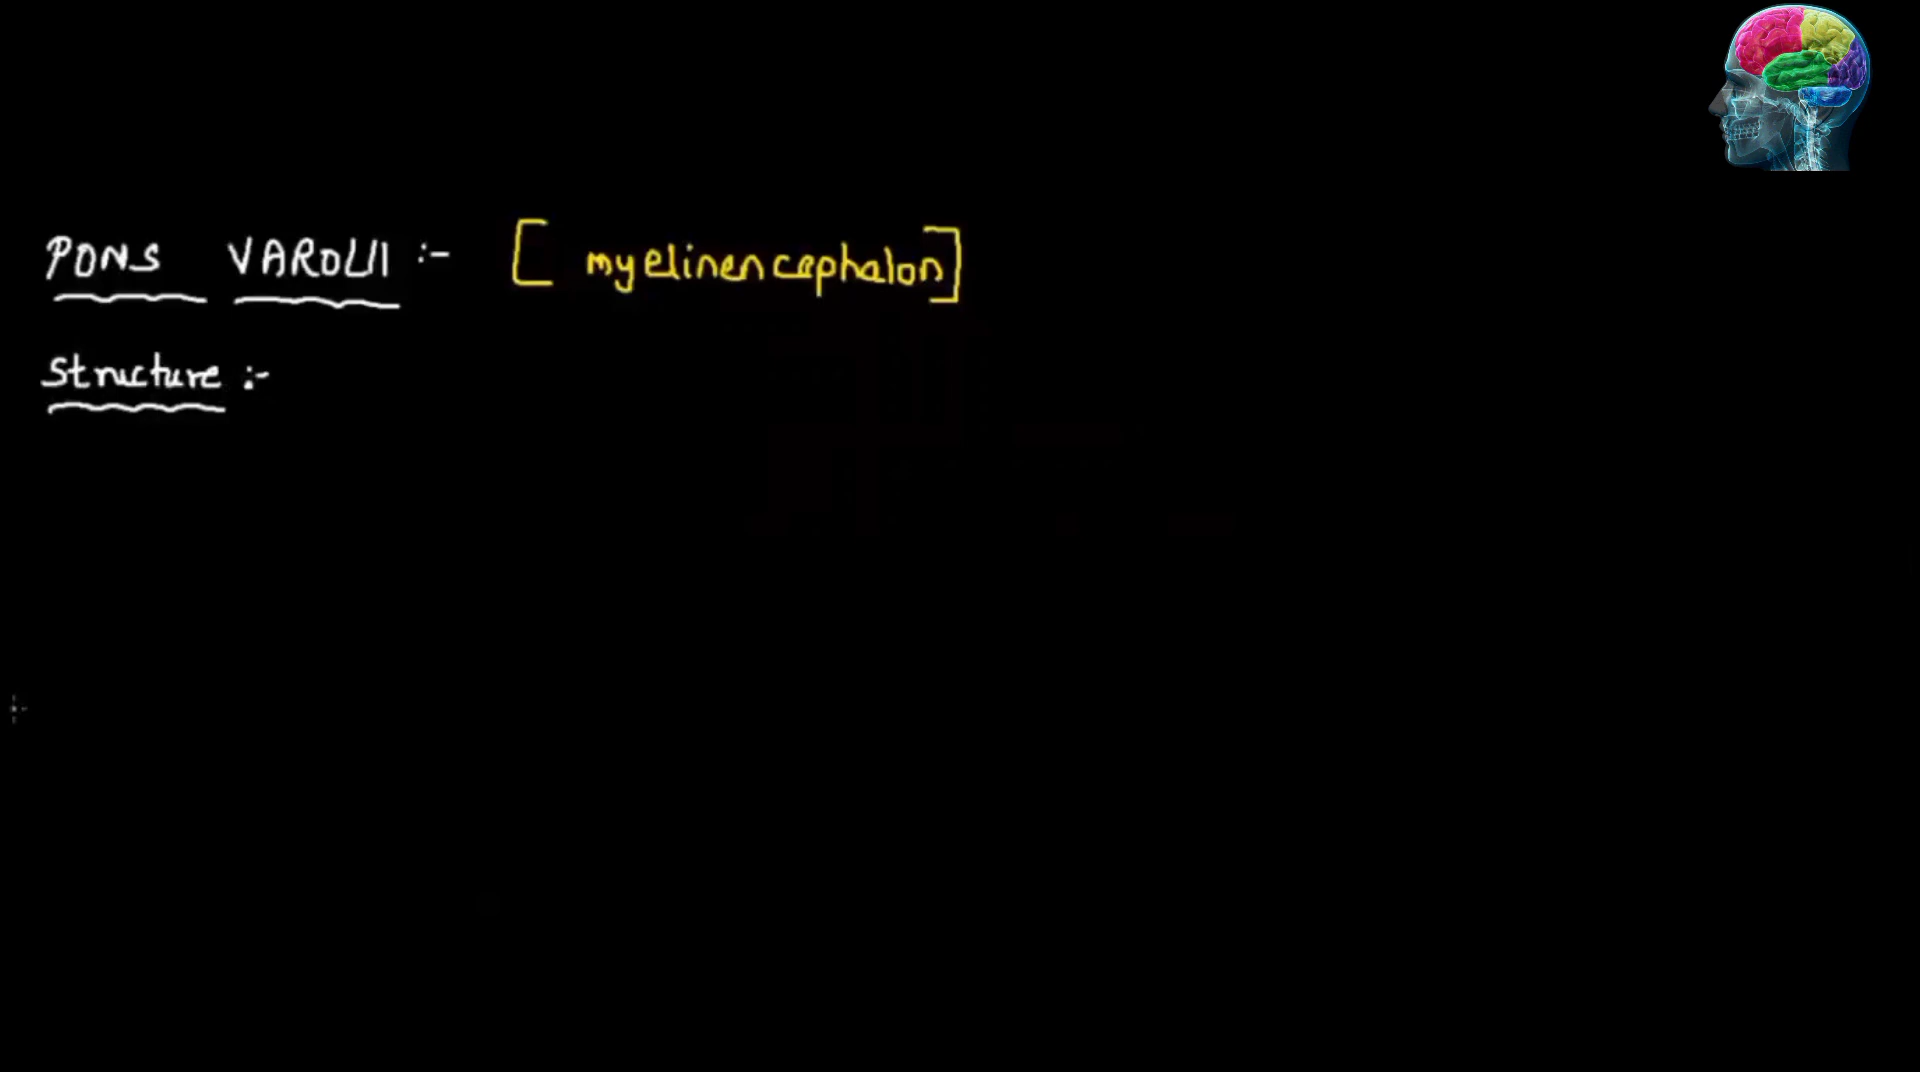 PONS VAROLII :- [ myelinencephalon]
Structure :-